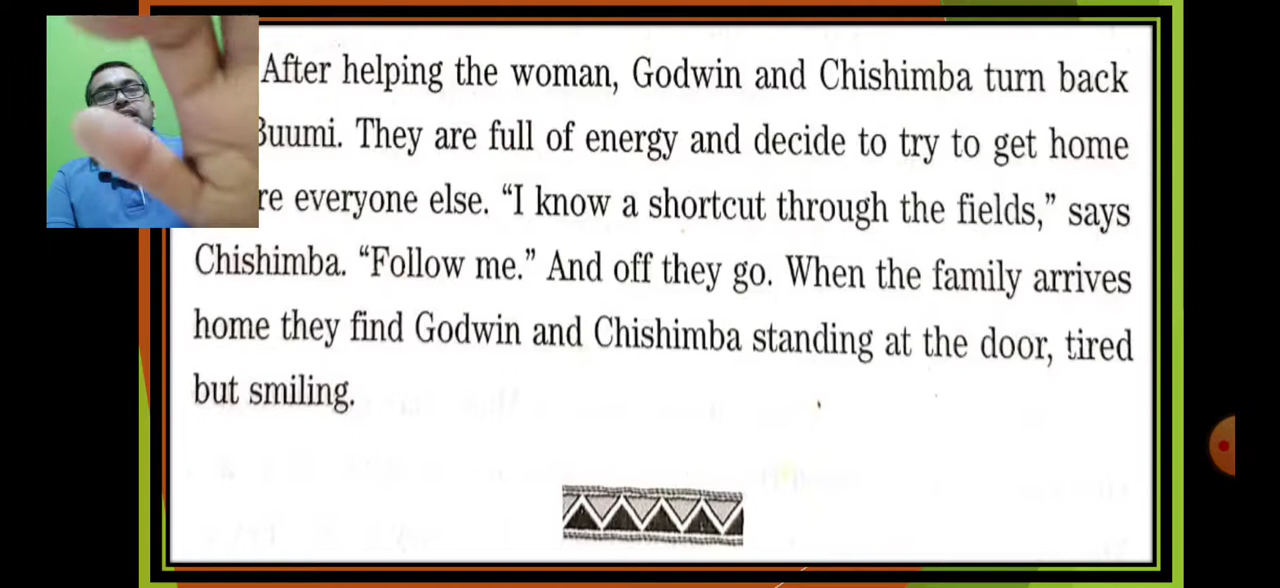 After helping the woman, Godwin and Chishimba turn back
Buumi. They are full of energy and decide to try to get home
everyone else. “I know a shortcut through the fields,” says
Chishimba. “Follow me.” And off they go. When the family arrives
home they find Godwin and Chishimba standing at the door, tired
but smiling.